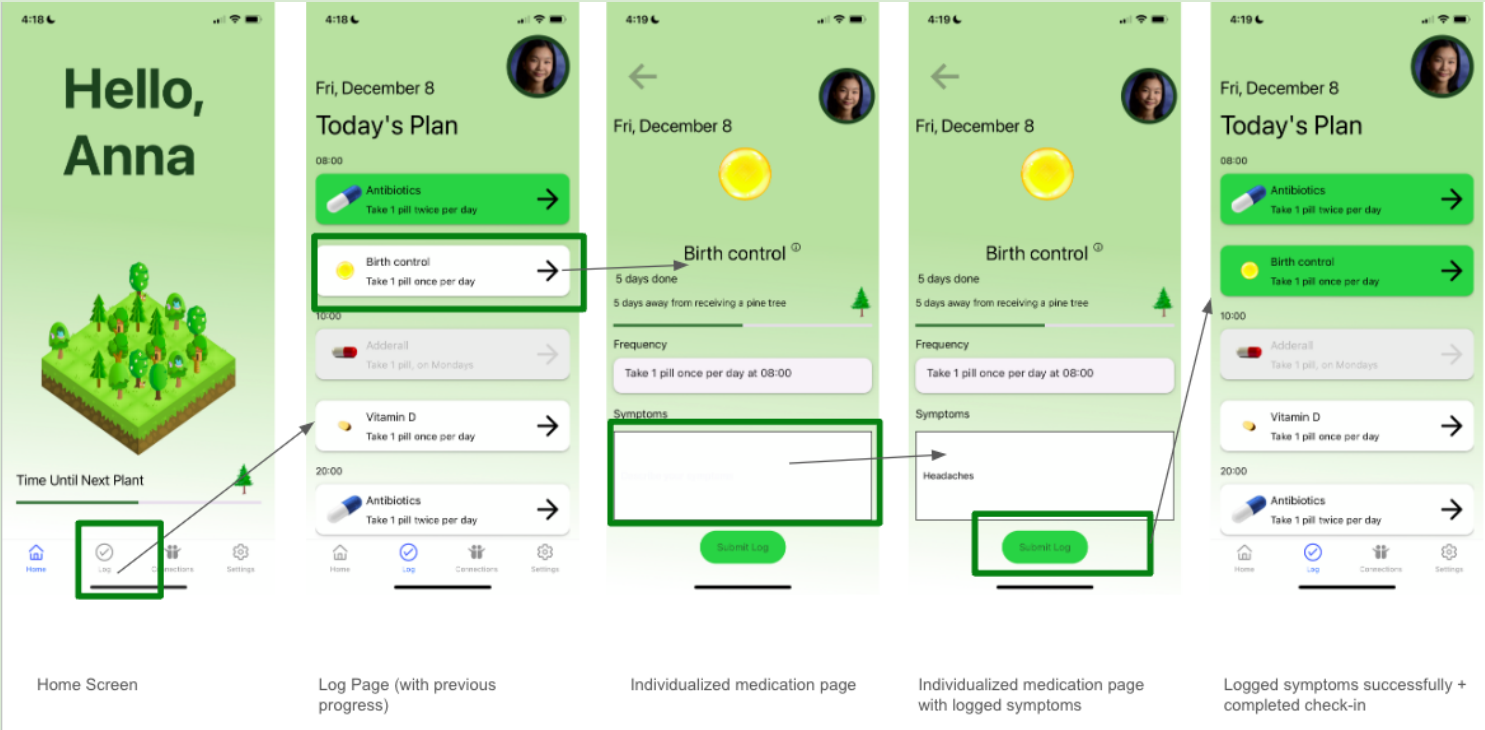 4:18
Hello,
Anna
Time Until Next Plant
Home
Log
Connections
Settings
Home Screen
4:18
Fri, December 8
Today's Plan
08:00
Antibiotics
Take 1 pill twice per day
Birth control
Take 1 pill once per day
10:00
Adderall
Take 1 pill, on Mondays
Vitamin D
Take 1 pill once per day
20:00
Antibiotics
Take 1 pill twice per day
Home
Log
Connections
Settings
Log Page (with previous
progress)
4:19
Fri, December 8
Birth control
5 days done
5 days away from receiving a pine tree
Frequency
Take 1 pill once per day at 08:00
Symptoms
Submit Log
Individualized medication page
4:19
Fri, December 8
Birth control
5 days done
5 days away from receiving a pine tree
Frequency
Take 1 pill once per day at 08:00
Symptoms
Headaches
Submit Log
Individualized medication page
with logged symptoms
4:19
Fri, December 8
Today's Plan
08:00
Antibiotics
Take 1 pill twice per day
Birth control
Take 1 pill once per day
10:00
Adderall
Take 1 pill, on Mondays
Vitamin D
Take 1 pill once per day
20:00
Antibiotics
Take 1 pill twice per day
Home
Log
Connections
Settings
Logged symptoms successfully +
completed check-in